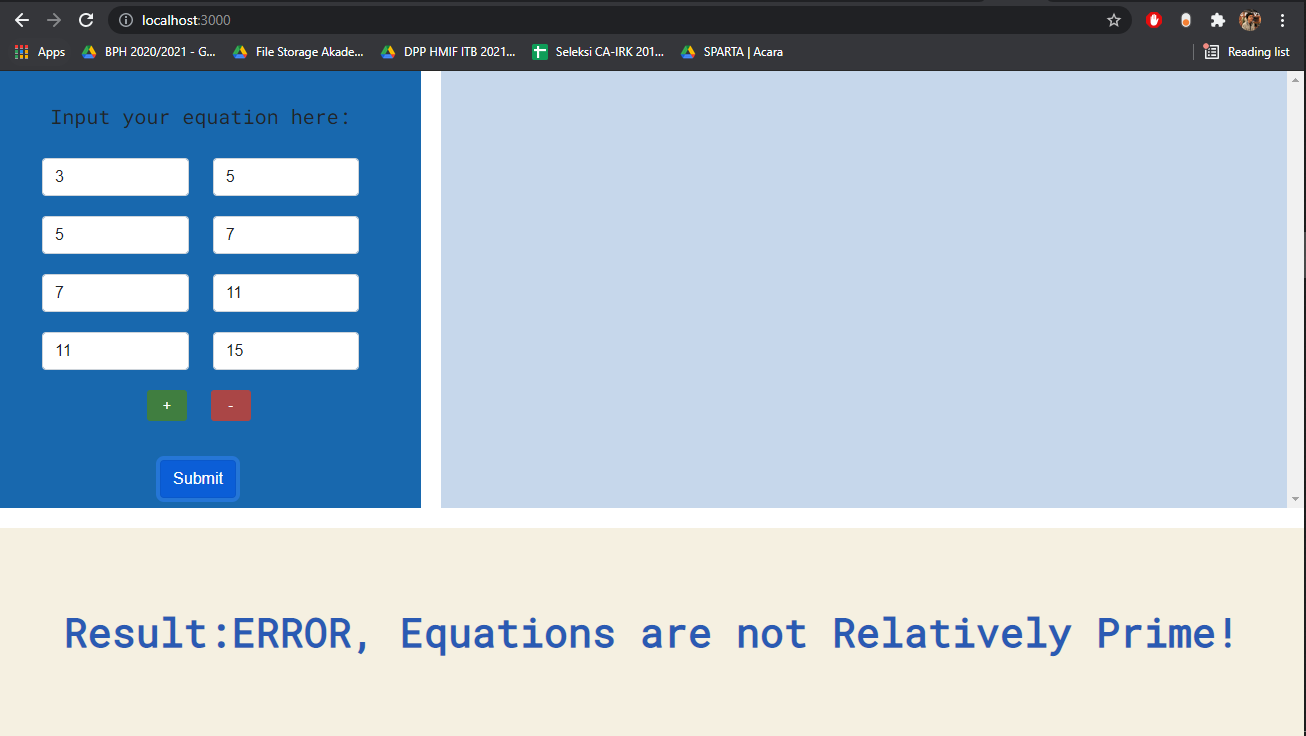 localhost:3000
Apps BPH 2020/2021 - G... File Storage Akade... DPP HMIF ITB 2021... Seleksi CA-IRK 201... SPARTA | Acara Reading list
Input your equation here:
3 5
5 7
7 11
11 15
+ -
Submit
Result:ERROR, Equations are not Relatively Prime!